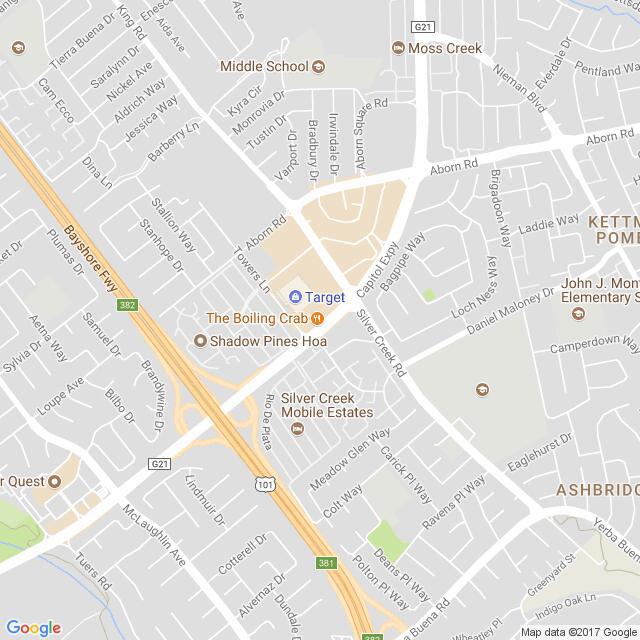 Enesco
Tierra Buena Dr
King Rd
Aida Ave
G21
Moss Creek
Everdale Dr
Saralynn Dr
Middle School
Pentland Way
Nickel Ave
Kyra Cir
Nieman Blvd
Cam Ecco
Aldrich Way
Monrovia Dr
Irwindale Dr
Aborn Square Rd
Jessica Way
Tustin Dr
Bradbury Dr
Aborn Rd
Barberry Ln
Varport Dr
Aborn Rd
Dina Ln
Brigadoon Way
Stallion Way
E Aborn Rd
Laddie Way
KETTM
POME
Bayshore Fwy
Stanhope Dr
Capitol Expy
Bagpipe Way
Plumas Dr
Towers Ln
Ness Way
John J. Mont
Elementary S
382
Target
Loch
Daniel Maloney Dr
Aetna Way
Samuel Dr
The Boiling Crab
Silver Creek Rd
Shadow Pines Hoa
Camperdown Way
Sylvia Dr
Brandywine Dr
Loupe Ave
Bilbo Dr
Rio De Plata
Silver Creek
Mobile Estates
Meadow Glen Way
Eaglehurst Dr
G21
Carick Pl Way
r Quest
101
Lindmuir Dr
Colt Way
Ravens Pl Way
ASHBRIDG
McLaughlin Ave
Yerba Buen
Cotterell Dr
381
Deans Pl Way
Tuers Rd
Alvernaz Dr
Polton Pl Way
Greenyard St
Dundale D
382
a Buena Rd
Wheatley Pl
Indigo Oak Ln
Google
Map data ©2017 Google